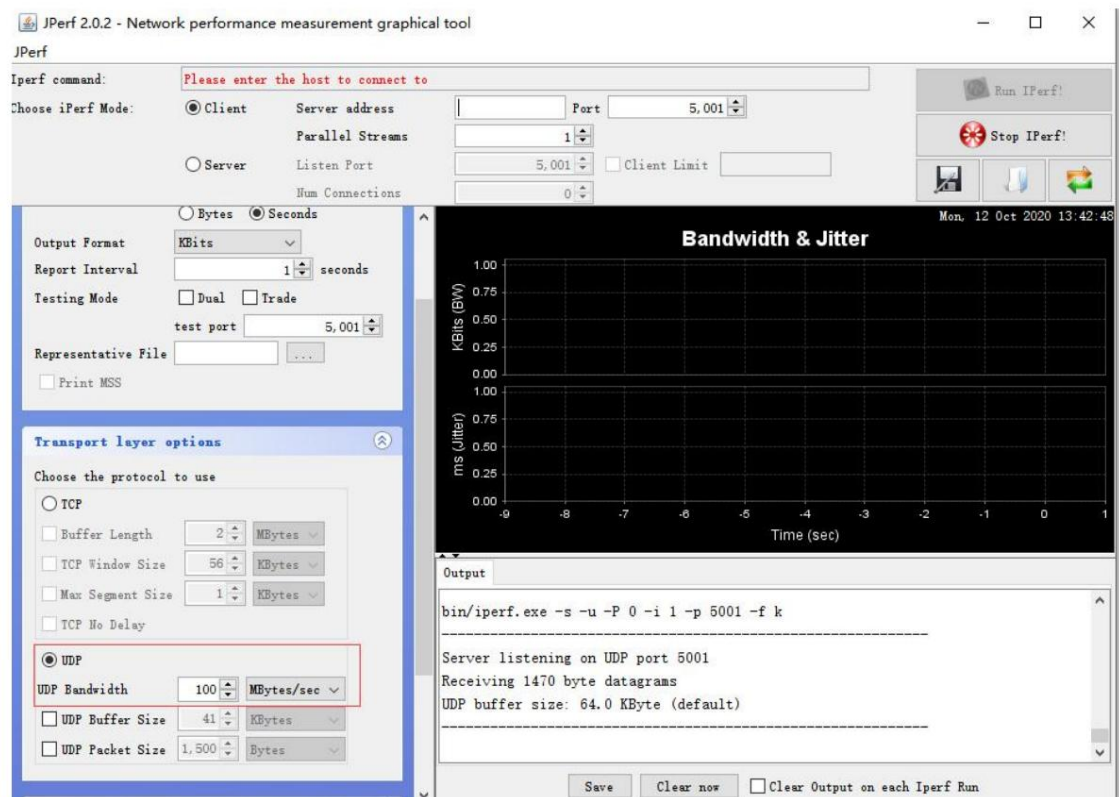 JPerf 2.0.2 - Network performance measurement graphical tool
JPerf
Iperf command:
Please enter the host to connect to
Choose iPerf Mode:
Client
Server address
Port
5,001
Parallel Streams
1
Server
Listen Port
5,001
Client Limit
Num Connections
0
Run IPerf!
Stop IPerf!
Bytes Seconds
Output Format KBits
Report Interval 1 seconds
Testing Mode Dual Trade
test port 5,001
Representative File ...
Print MSS
Transport layer options
Choose the protocol to use
TCP
Buffer Length 2 MBytes
TCP Window Size 56 KBytes
Max Segment Size 1 KBytes
TCP No Delay
UDP
UDP Bandwidth 100 MBytes/sec
UDP Buffer Size 41 KBytes
UDP Packet Size 1,500 Bytes
Mon, 12 Oct 2020 13:42:48
Bandwidth & Jitter
KBits (BW)
1.00
0.75
0.50
0.25
0.00
ms (Jitter)
1.00
0.75
0.50
0.25
0.00
-9 -8 -7 -6 -5 -4 -3 -2 -1 0 1
Time (sec)
Output
bin/iperf.exe -s -u -P 0 -i 1 -p 5001 -f k
------------------------------------------------------------
Server listening on UDP port 5001
Receiving 1470 byte datagrams
UDP buffer size: 64.0 KByte (default)
------------------------------------------------------------
Save Clear now Clear Output on each Iperf Run